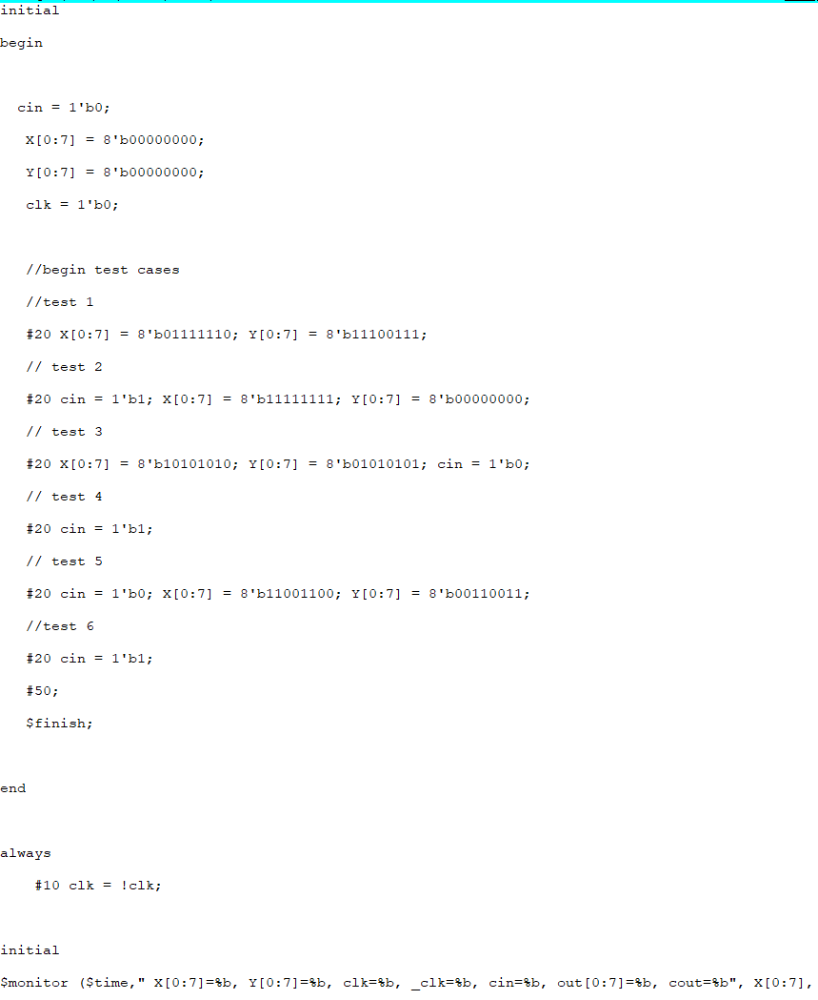 initial
begin
cin = 1'b0;
X[0:7] = 8'b00000000;
Y[0:7] = 8'b00000000;
clk = 1'b0;
//begin test cases
//test 1
#20 X[0:7] = 8'b01111110; Y[0:7] = 8'b11100111;
// test 2
#20 cin = 1'b1; X[0:7] = 8'b11111111; Y[0:7] = 8'b00000000;
// test 3
#20 X[0:7] = 8'b10101010; Y[0:7] = 8'b01010101; cin = 1'b0;
// test 4
#20 cin = 1'b1;
// test 5
#20 cin = 1'b0; X[0:7] = 8'b11001100; Y[0:7] = 8'b00110011;
//test 6
#20 cin = 1'b1;
#50;
$finish;
end
always
#10 clk = !clk;
initial
$monitor ($time," X[0:7]=%b, Y[0:7]=%b, clk=%b, _clk=%b, cin=%b, out[0:7]=%b, cout=%b", X[0:7],